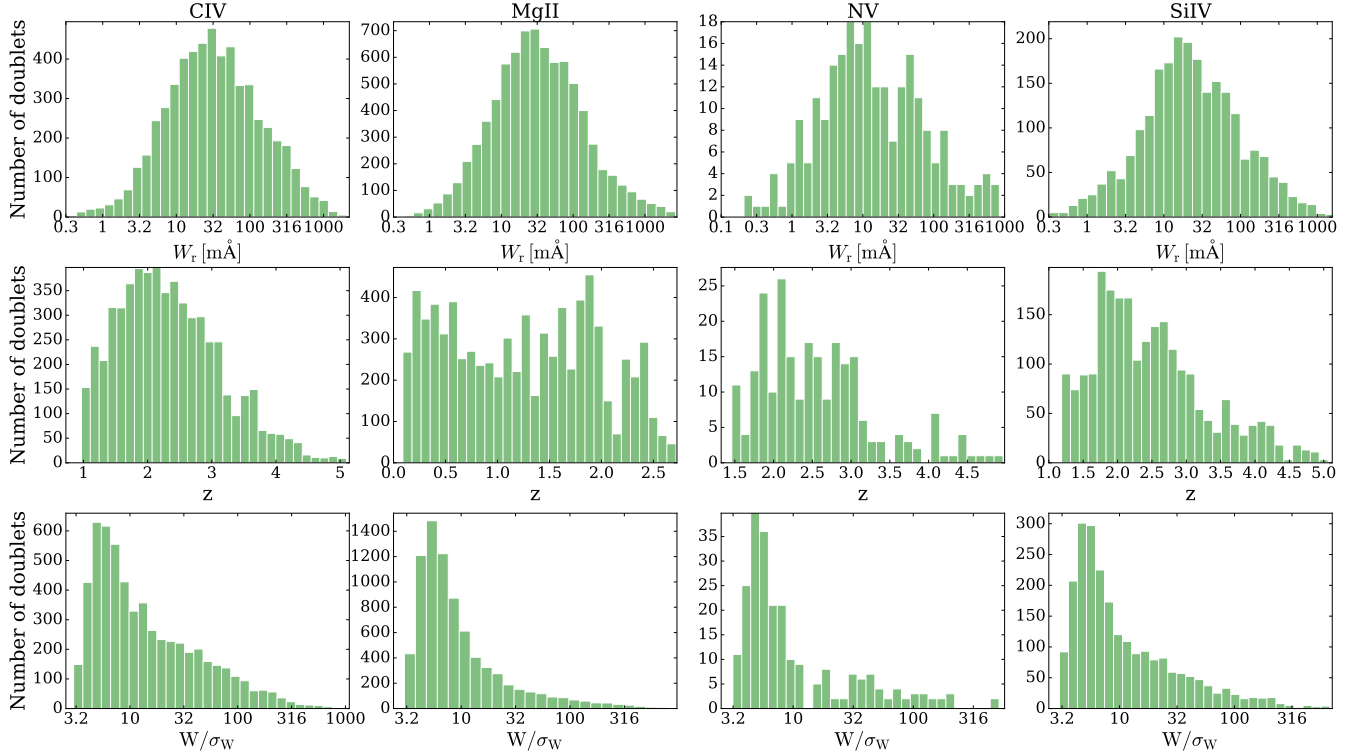 CIV MgII NV SiIV
Number of doublets
400
300
200
100
0
0.3 1 3.2 10 32 100 316 1000
W_r [mÅ]
700
600
500
400
300
200
100
0
0.3 1 3.2 10 32 100 316 1000
W_r [mÅ]
18
16
14
12
10
8
6
4
2
0
0.1 0.3 1 3.2 10 32 100 316 1000
W_r [mÅ]
200
150
100
50
0
0.3 1 3.2 10 32 100 316 1000
W_r [mÅ]
Number of doublets
350
300
250
200
150
100
50
0
1 2 3 4 5
z
400
300
200
100
0
0.0 0.5 1.0 1.5 2.0 2.5
z
25
20
15
10
5
0
1.5 2.0 2.5 3.0 3.5 4.0 4.5
z
150
100
50
0
1.0 1.5 2.0 2.5 3.0 3.5 4.0 4.5 5.0
z
Number of doublets
600
500
400
300
200
100
0
3.2 10 32 100 316 1000
W/σ_W
1400
1200
1000
800
600
400
200
0
3.2 10 32 100 316
W/σ_W
35
30
25
20
15
10
5
0
3.2 10 32 100 316
W/σ_W
300
250
200
150
100
50
0
3.2 10 32 100 316
W/σ_W